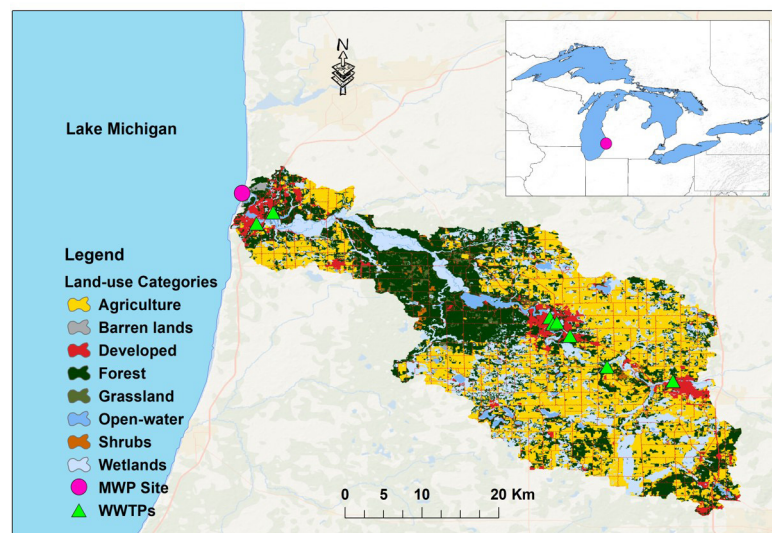 N
Lake Michigan
Legend
Land-use Categories
Agriculture
Barren lands
Developed
Forest
Grassland
Open-water
Shrubs
Wetlands
MWP Site
WWTPs
0 5 10 20 Km